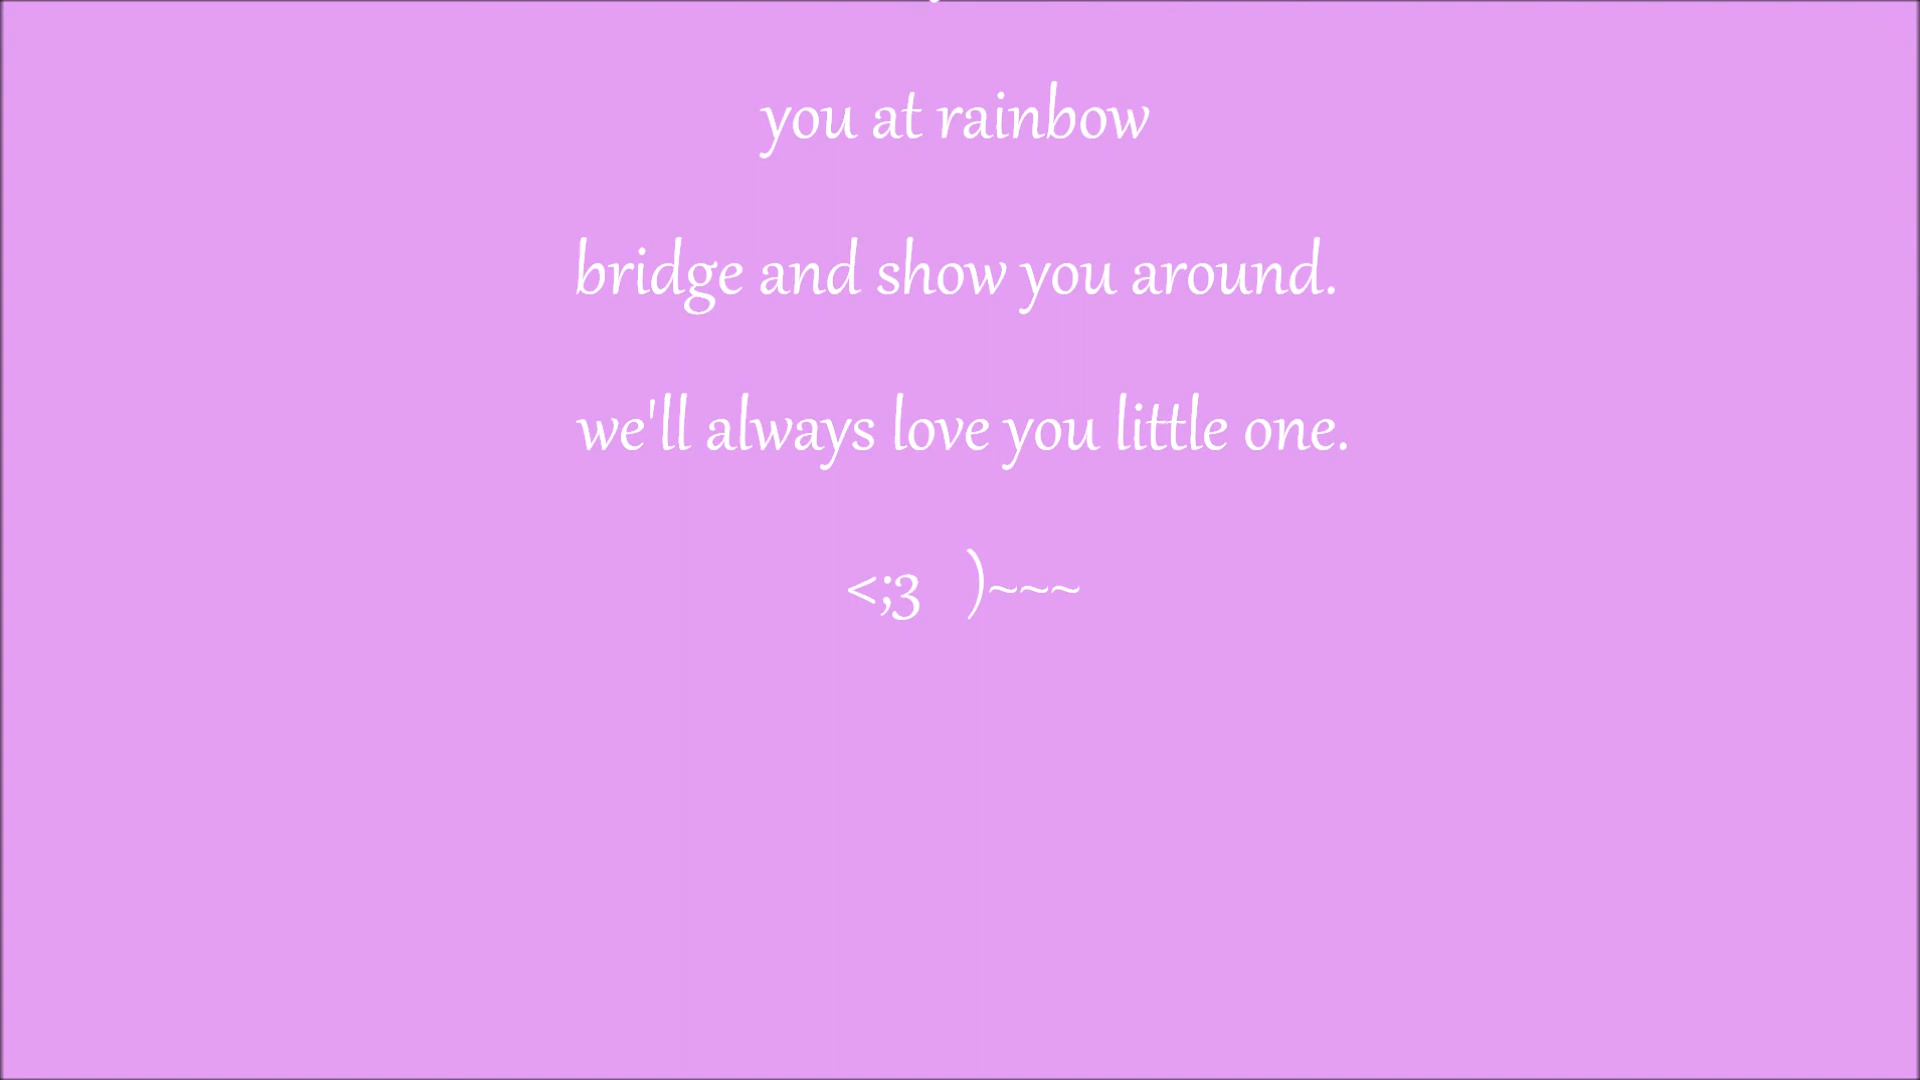 you at rainbow
bridge and show you around.
we'll always love you little one.
<;3   )~~~